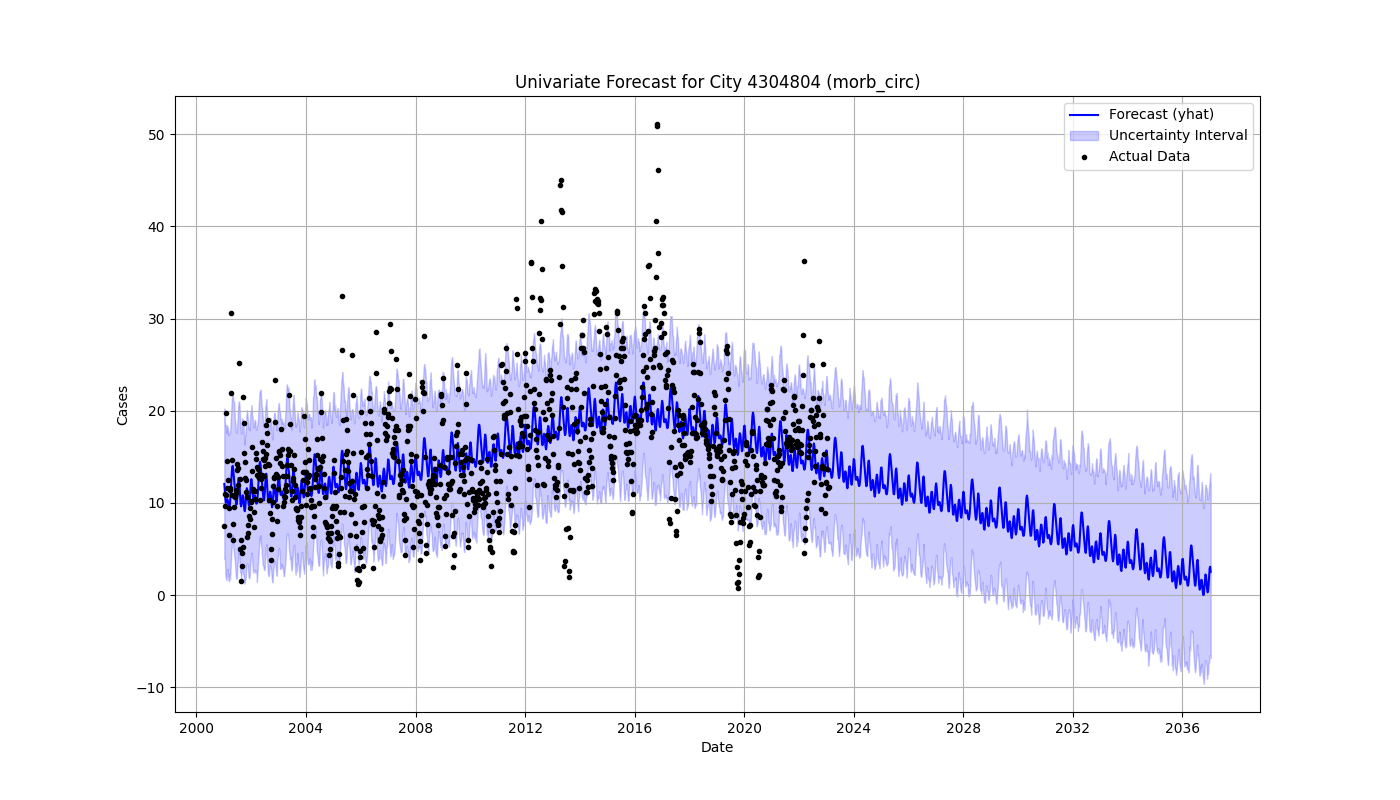 Univariate Forecast for City 4304804 (morb_circ)
Forecast (yhat)
Uncertainty Interval
Actual Data
Cases
50
40
30
20
10
0
−10
2000 2004 2008 2012 2016 2020 2024 2028 2032 2036
Date